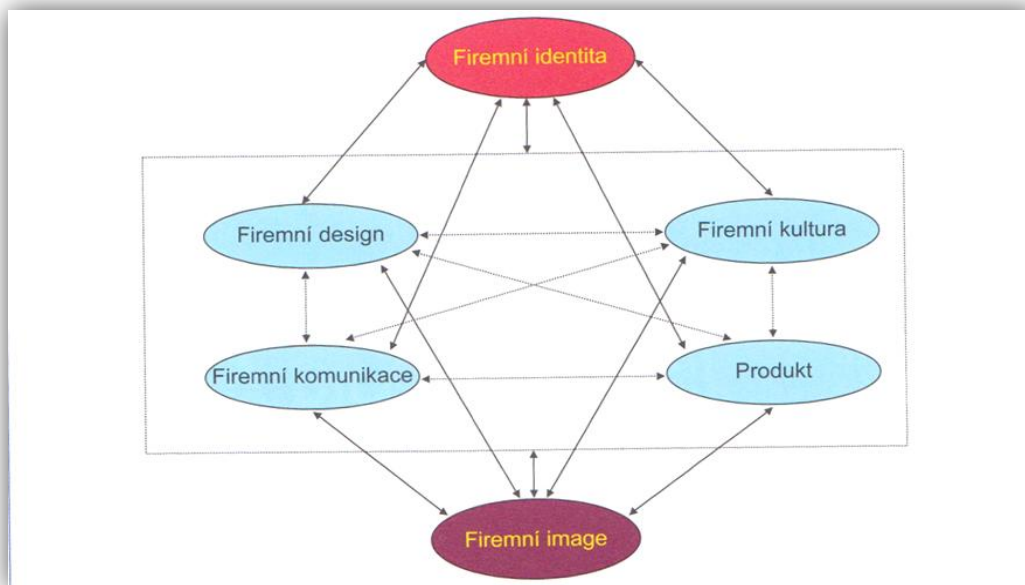 Firemní identita
Firemní design
Firemní kultura
Firemní komunikace
Produkt
Firemní image